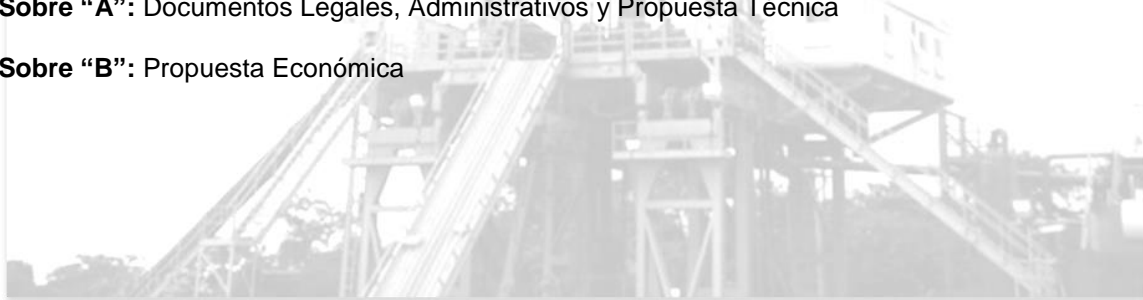 Sobre “A”: Documentos Legales, Administrativos y Propuesta Técnica
Sobre “B”: Propuesta Económica